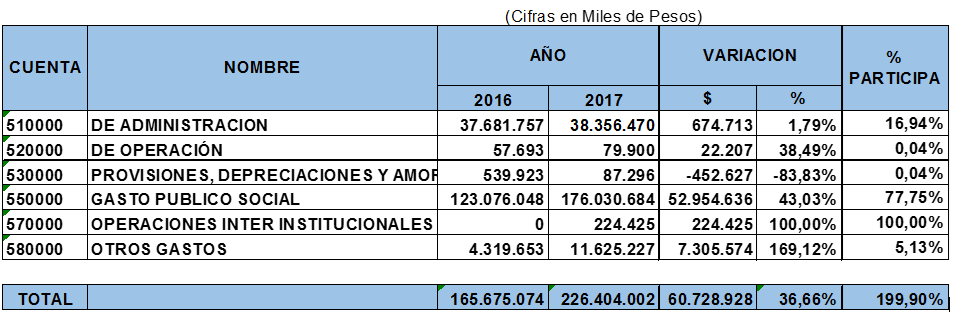 (Cifras en Miles de Pesos)
CUENTA NOMBRE AÑO VARIACION % PARTICIPA
2016 2017 $ %
510000 DE ADMINISTRACION 37.681.757 38.356.470 674.713 1,79% 16,94%
520000 DE OPERACIÓN 57.693 79.900 22.207 38,49% 0,04%
530000 PROVISIONES, DEPRECIACIONES Y AMOR 539.923 87.296 -452.627 -83,83% 0,04%
550000 GASTO PUBLICO SOCIAL 123.076.048 176.030.684 52.954.636 43,03% 77,75%
570000 OPERACIONES INTER INSTITUCIONALES 0 224.425 224.425 100,00% 100,00%
580000 OTROS GASTOS 4.319.653 11.625.227 7.305.574 169,12% 5,13%
TOTAL 165.675.074 226.404.002 60.728.928 36,66% 199,90%